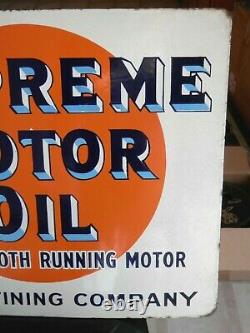 PREME
OTOR
OIL
OTH RUNNING MOTOR
INING COMPANY